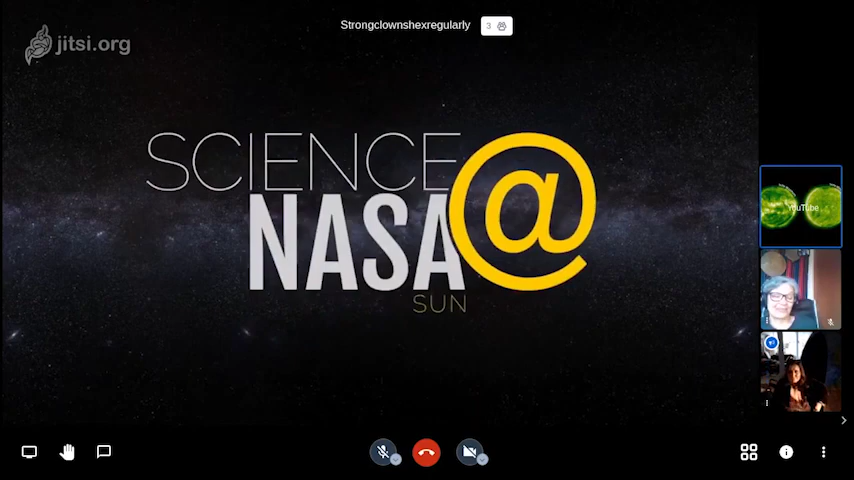 jitsi.org
Strongclownshexregularly
3
SCIENCE
@
NASA
SUN
YouTube